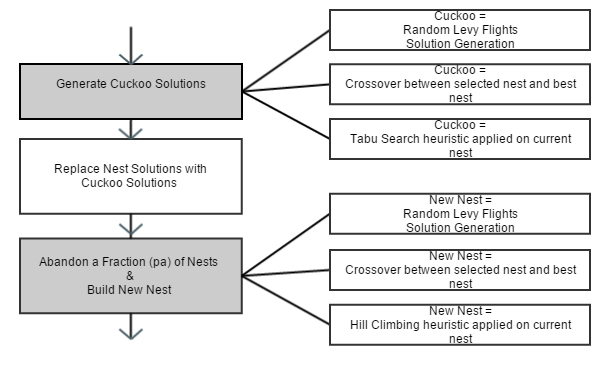 Generate Cuckoo Solutions
Replace Nest Solutions with
Cuckoo Solutions
Abandon a Fraction (pa) of Nests
&
Build New Nest
Cuckoo =
Random Levy Flights
Solution Generation
Cuckoo =
Crossover between selected nest and best
nest
Cuckoo =
Tabu Search heuristic applied on current
nest
New Nest =
Random Levy Flights
Solution Generation
New Nest =
Crossover between selected nest and best
nest
New Nest =
Hill Climbing heuristic applied on current
nest